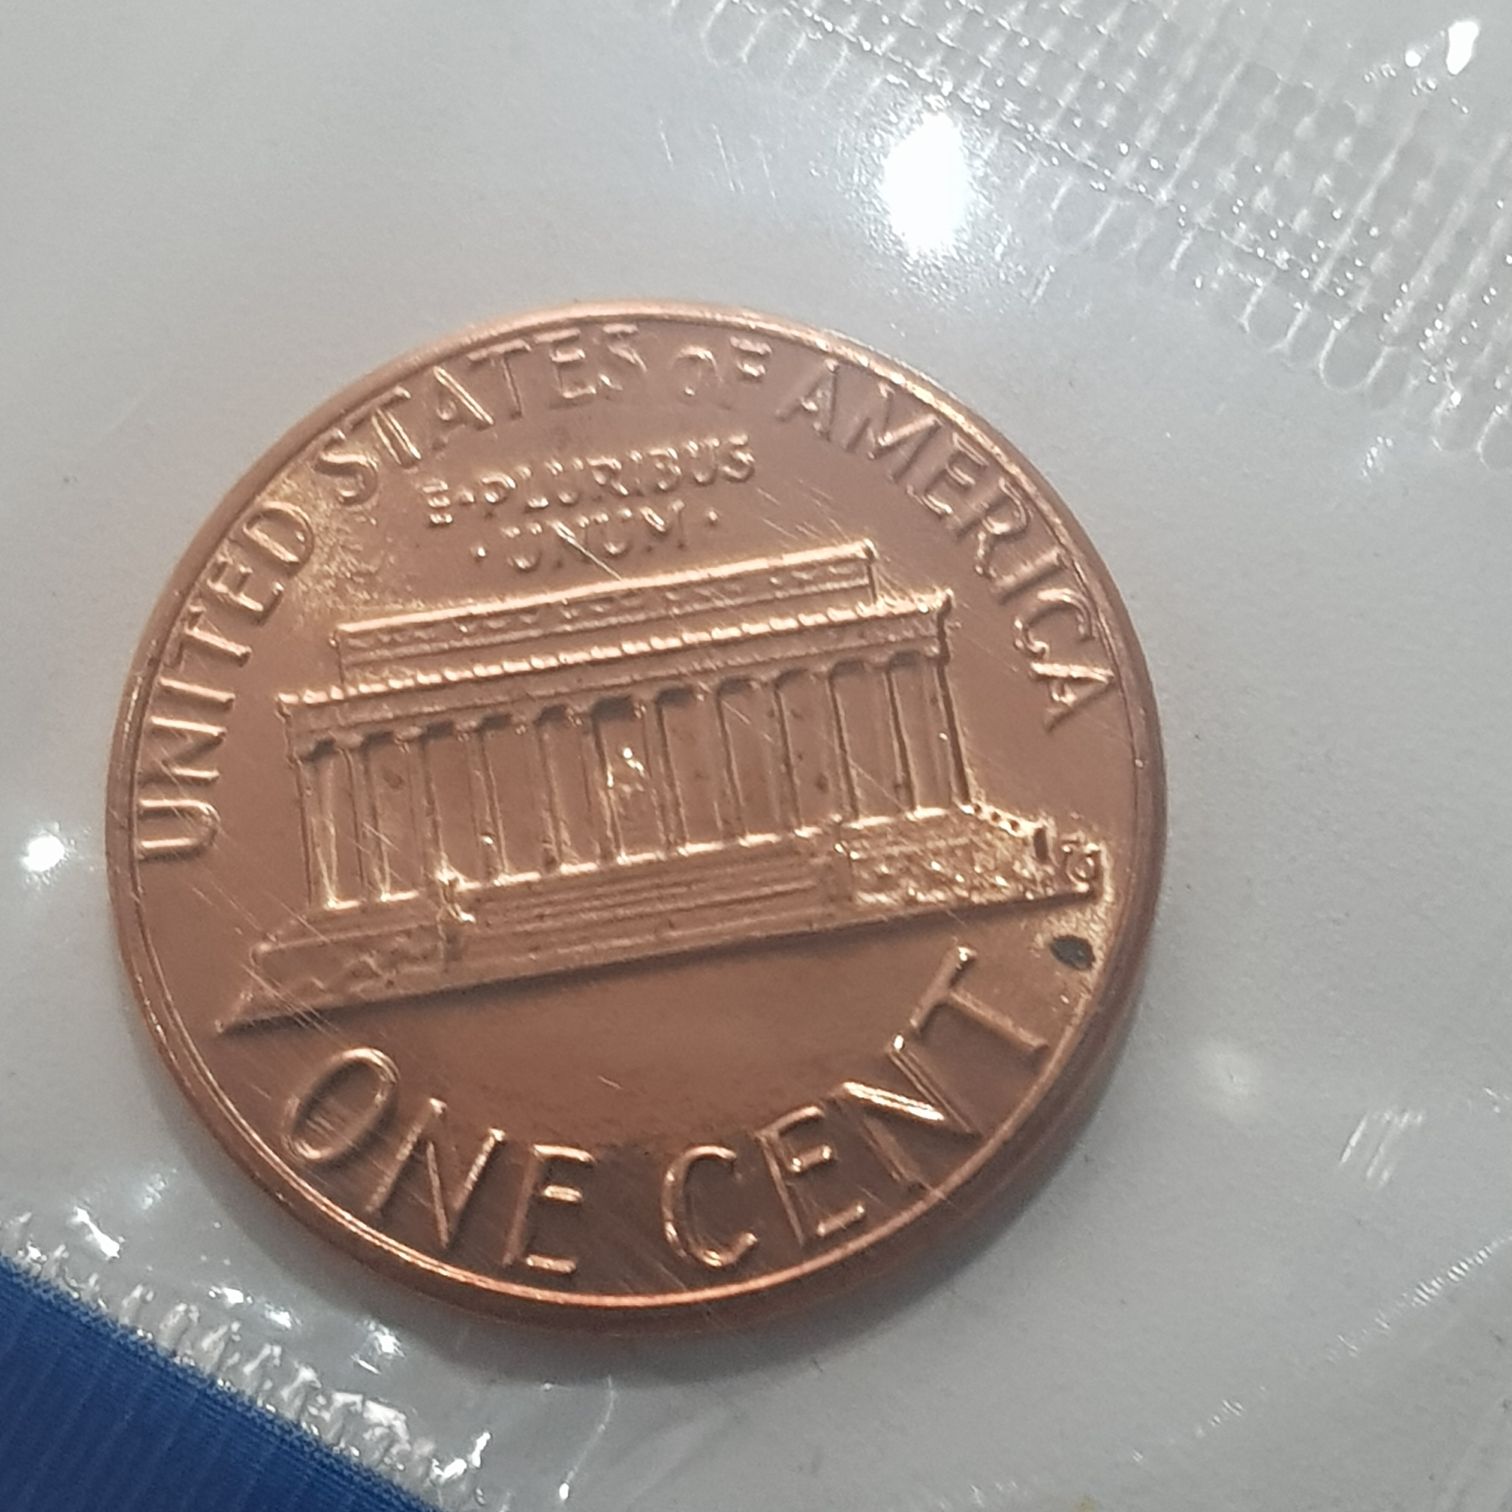 UNITED STATES OF AMERICA
E·PLURIBUS
·UNUM·
ONE CENT